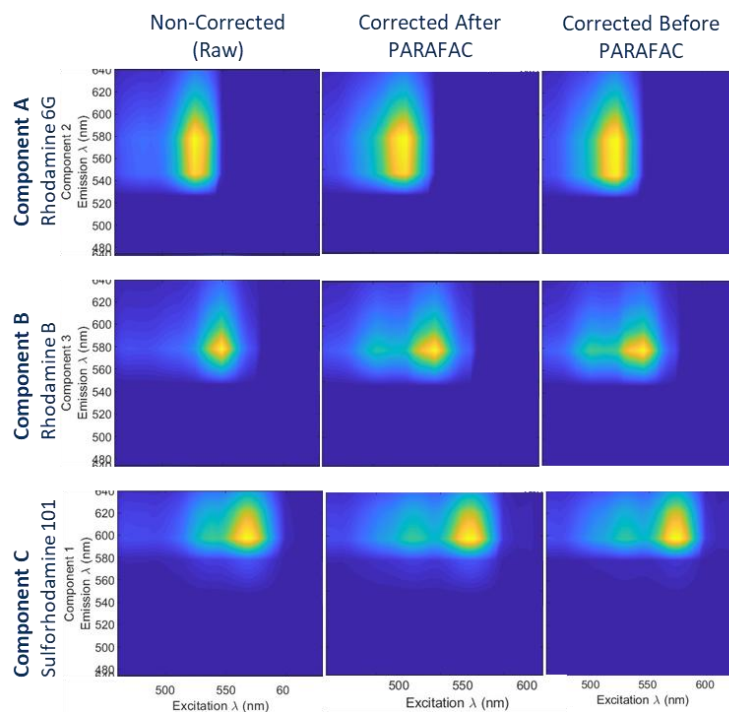 Non-Corrected
(Raw)
Corrected After
PARAFAC
Corrected Before
PARAFAC
Component A
Rhodamine 6G
Component 2
Emission λ (nm)
640
620
600
580
560
540
520
500
480
Component B
Rhodamine B
Component 3
Emission λ (nm)
640
620
600
580
560
540
520
500
480
Component C
Sulforhodamine 101
Component 1
Emission λ (nm)
640
620
600
580
560
540
520
500
480
500 550 60
Excitation λ (nm)
450 500 550 600
Excitation λ (nm)
500 550 600
Excitation λ (nm)